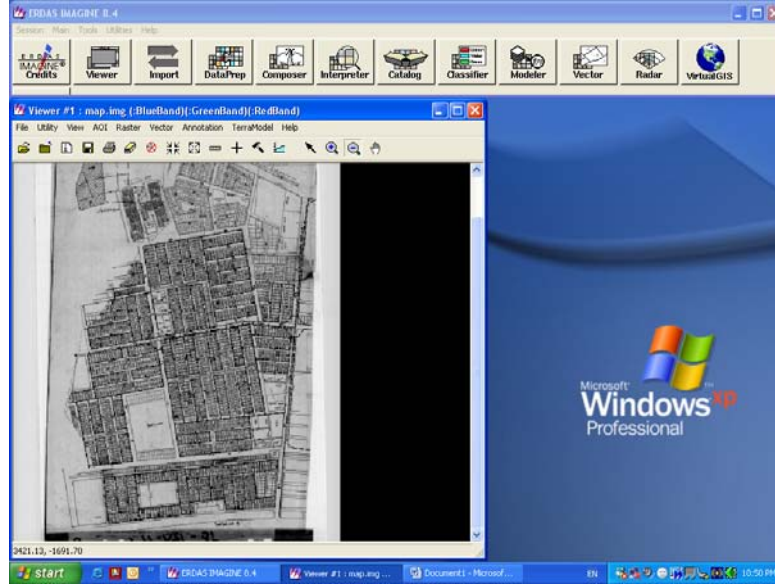 ERDAS IMAGINE 8.4
Session Main Tools Utilities Help
ERDAS IMAGINE® Credits Viewer Import DataPrep Composer Interpreter Catalog Classifier Modeler Vector Radar VirtualGIS
Viewer #1 : map.img (:BlueBand)(:GreenBand)(:RedBand)
File Utility View AOI Raster Vector Annotation TerraModel Help
Microsoft®
Windows xp
Professional
3421.13, -1691.70
start
ERDAS IMAGINE 8.4
Viewer #1 : map.img ...
Document1 - Microsof...
EN
10:50 PM